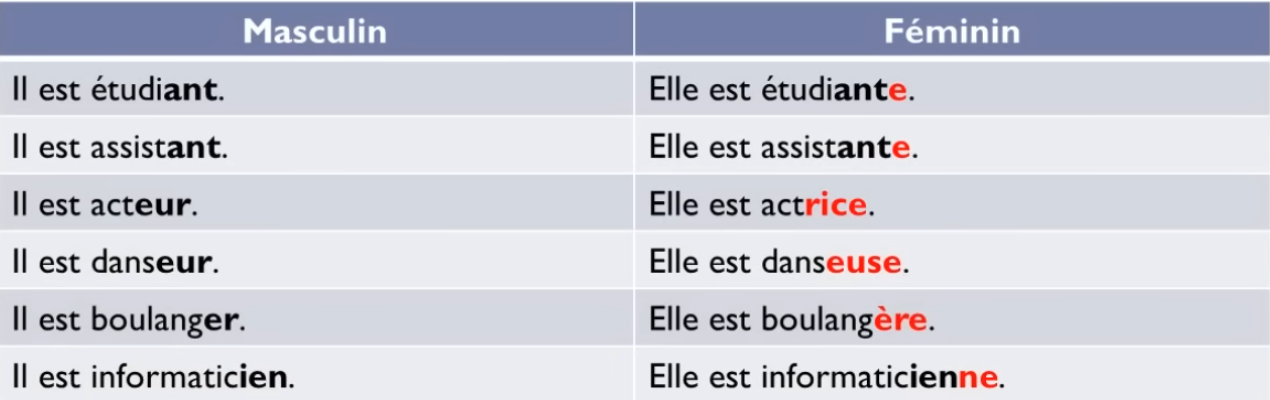 Masculin Féminin
Il est étudiant. Elle est étudiante.
Il est assistant. Elle est assistante.
Il est acteur. Elle est actrice.
Il est danseur. Elle est danseuse.
Il est boulanger. Elle est boulangère.
Il est informaticien. Elle est informaticienne.